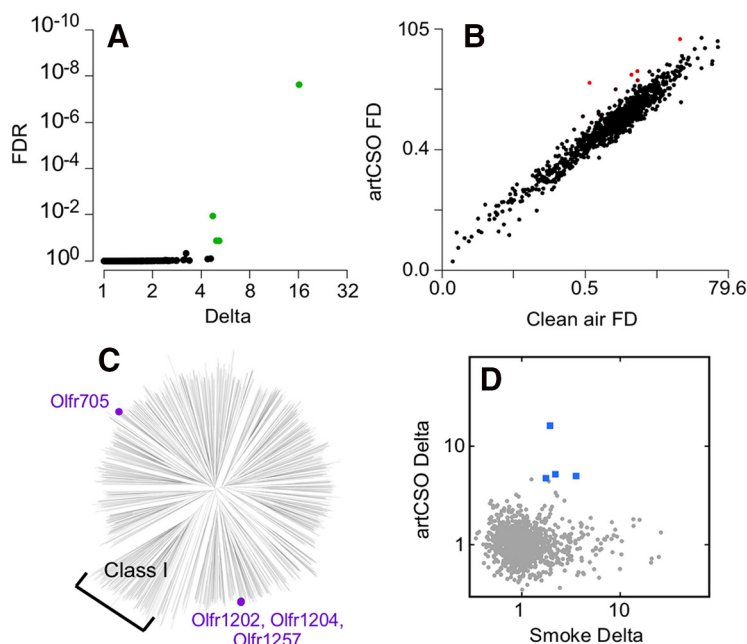 A
10-10
10-8
10-6
10-4
10-2
100
FDR
1 2 4 8 16 32
Delta
B
105
0.4
0.0
artCSO FD
0.0 0.5 79.6
Clean air FD
C
Olfr705
Class I
Olfr1202, Olfr1204,
Olfr1257
D
10
1
artCSO Delta
1 10
Smoke Delta